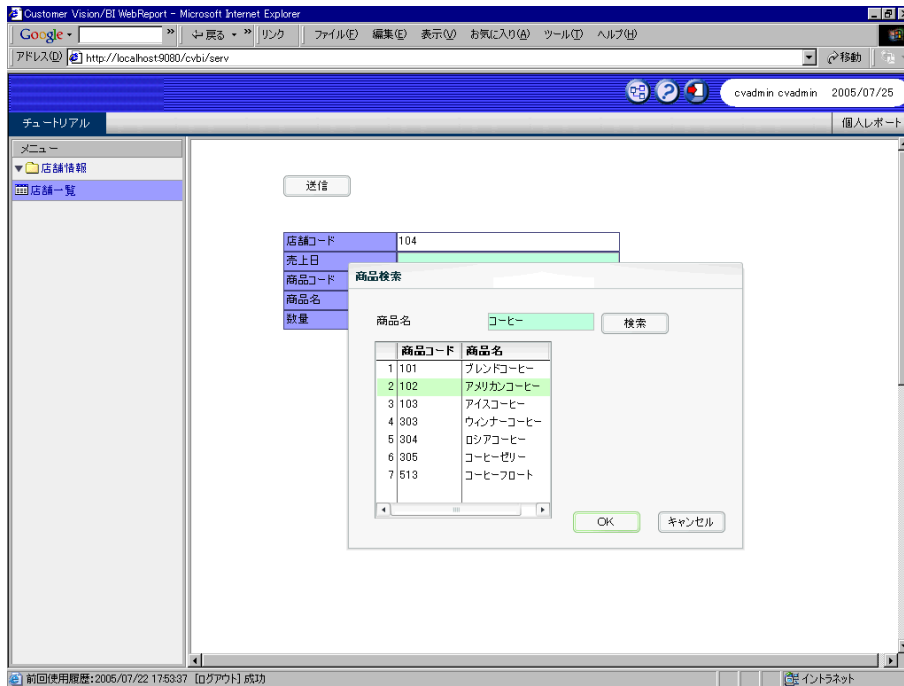 Customer Vision/BI WebReport - Microsoft Internet Explorer
Google » 戻る » リンク ファイル(F) 編集(E) 表示(V) お気に入り(A) ツール(T) ヘルプ(H)
アドレス(D) http://localhost:9080/cvbi/serv 移動
cvadmin cvadmin 2005/07/25
チュートリアル 個人レポート
メニュー
店舗情報
店舗一覧
送信
店舗コード 104
売上日
商品コード
商品名
数量
商品検索
商品名 コーヒー 検索
商品コード 商品名
1 101 ブレンドコーヒー
2 102 アメリカンコーヒー
3 103 アイスコーヒー
4 303 ウィンナーコーヒー
5 304 ロシアコーヒー
6 305 コーヒーゼリー
7 513 コーヒーフロート
OK キャンセル
前回使用履歴:2005/07/22 17:53:37 [ログアウト] 成功 イントラネット